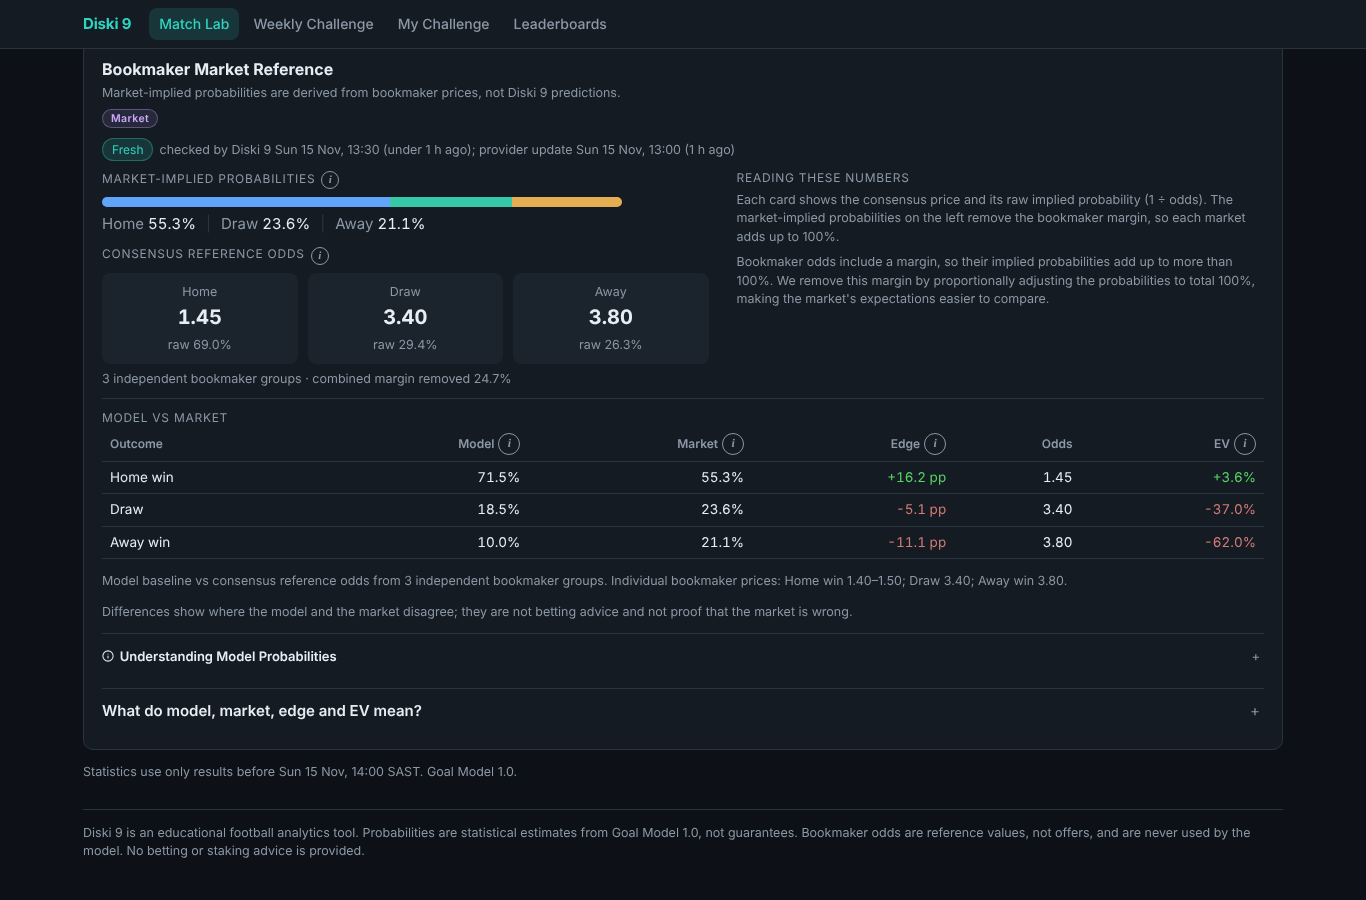 Diski 9 Match Lab Weekly Challenge My Challenge Leaderboards
Bookmaker Market Reference
Market-implied probabilities are derived from bookmaker prices, not Diski 9 predictions.
Market
Fresh checked by Diski 9 Sun 15 Nov, 13:30 (under 1 h ago); provider update Sun 15 Nov, 13:00 (1 h ago)
MARKET-IMPLIED PROBABILITIES i
Home 55.3% Draw 23.6% Away 21.1%
CONSENSUS REFERENCE ODDS i
Home
1.45
raw 69.0%
Draw
3.40
raw 29.4%
Away
3.80
raw 26.3%
3 independent bookmaker groups · combined margin removed 24.7%
READING THESE NUMBERS
Each card shows the consensus price and its raw implied probability (1 ÷ odds). The
market-implied probabilities on the left remove the bookmaker margin, so each market
adds up to 100%.
Bookmaker odds include a margin, so their implied probabilities add up to more than
100%. We remove this margin by proportionally adjusting the probabilities to total 100%,
making the market's expectations easier to compare.
MODEL VS MARKET
Outcome Model i Market i Edge i Odds EV i
Home win 71.5% 55.3% +16.2 pp 1.45 +3.6%
Draw 18.5% 23.6% -5.1 pp 3.40 -37.0%
Away win 10.0% 21.1% -11.1 pp 3.80 -62.0%
Model baseline vs consensus reference odds from 3 independent bookmaker groups. Individual bookmaker prices: Home win 1.40–1.50; Draw 3.40; Away win 3.80.
Differences show where the model and the market disagree; they are not betting advice and not proof that the market is wrong.
Understanding Model Probabilities +
What do model, market, edge and EV mean? +
Statistics use only results before Sun 15 Nov, 14:00 SAST. Goal Model 1.0.
Diski 9 is an educational football analytics tool. Probabilities are statistical estimates from Goal Model 1.0, not guarantees. Bookmaker odds are reference values, not offers, and are never used by the
model. No betting or staking advice is provided.